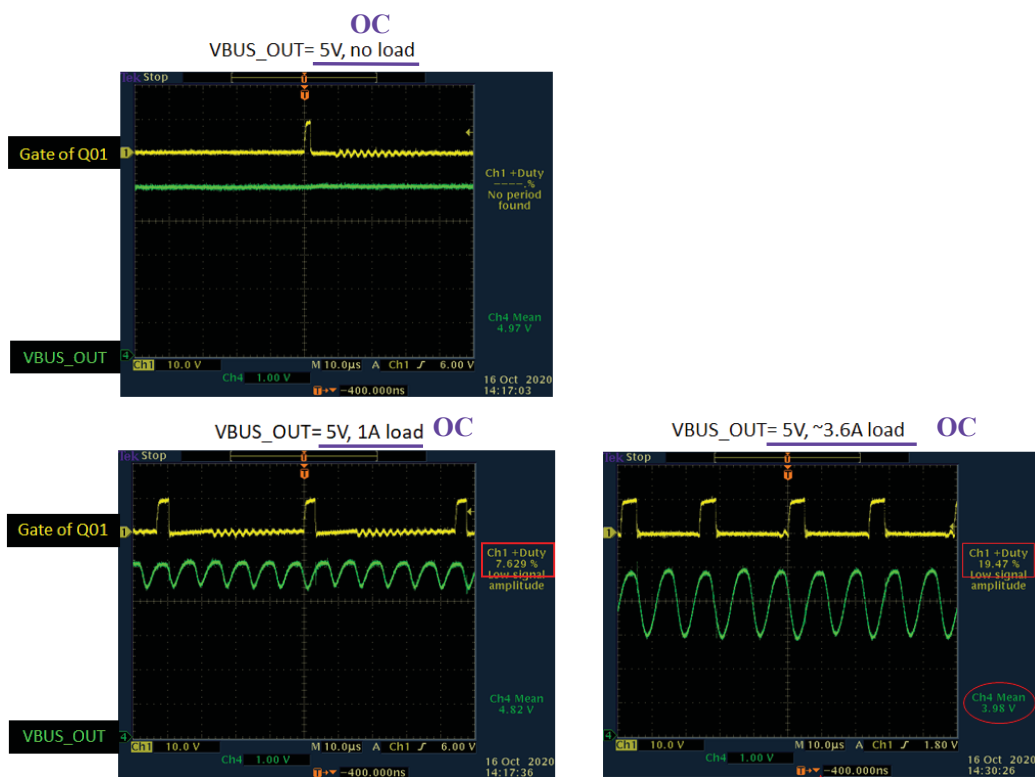 OC
VBUS_OUT= 5V, no load
Tek Stop
Gate of Q01
1
Ch1 +Duty
----.%
No period
found
Ch4 Mean
4.97 V
VBUS_OUT
4
Ch1 10.0 V M 10.0µs A Ch1 6.00 V
Ch4 1.00 V
-400.000ns
16 Oct 2020
14:17:03
VBUS_OUT= 5V, 1A load OC
Tek Stop
Gate of Q01
1
Ch1 +Duty
7.629 %
Low signal
amplitude
Ch4 Mean
4.82 V
VBUS_OUT
4
Ch1 10.0 V M 10.0µs A Ch1 6.00 V
Ch4 1.00 V
-400.000ns
16 Oct 2020
14:17:36
VBUS_OUT= 5V, ~3.6A load OC
Tek Stop
1
Ch1 +Duty
19.47 %
Low signal
amplitude
Ch4 Mean
3.98 V
4
Ch1 10.0 V M 10.0µs A Ch1 1.80 V
Ch4 1.00 V
-400.000ns
16 Oct 2020
14:30:26